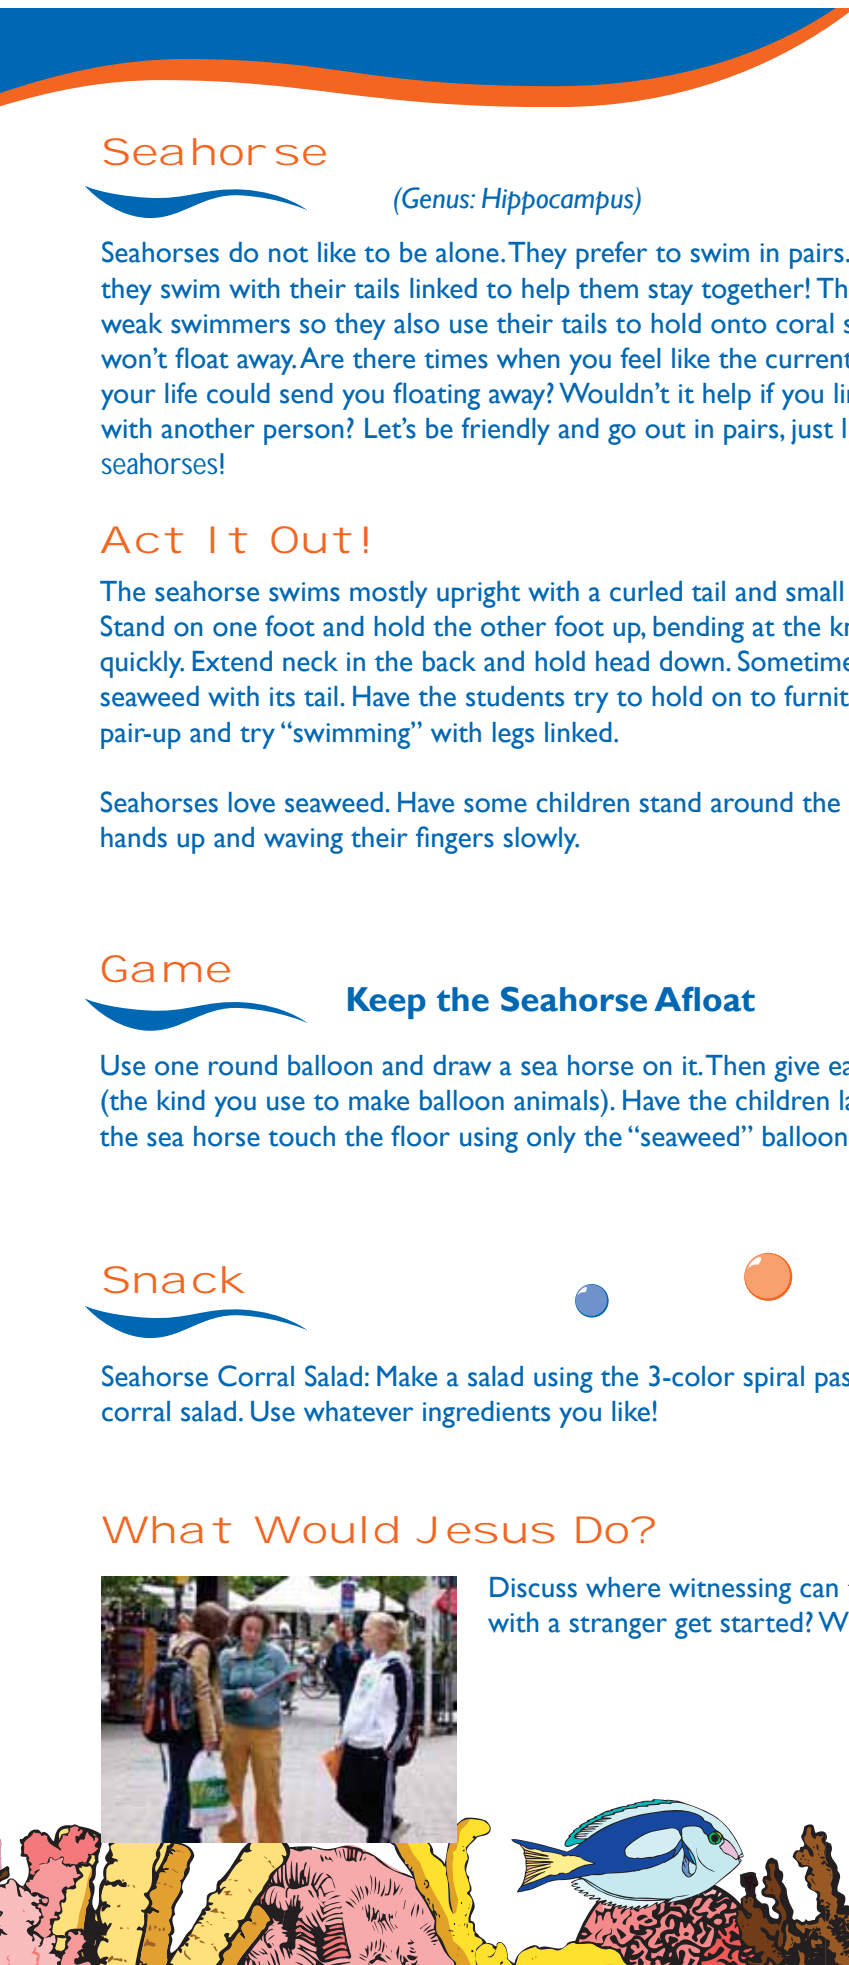 Seahorse
(Genus: Hippocampus)
Seahorses do not like to be alone. They prefer to swim in pairs.
they swim with their tails linked to help them stay together! Th
weak swimmers so they also use their tails to hold onto coral s
won't float away. Are there times when you feel like the current
your life could send you floating away? Wouldn't it help if you lin
with another person? Let's be friendly and go out in pairs, just l
seahorses!
Act It Out!
The seahorse swims mostly upright with a curled tail and small
Stand on one foot and hold the other foot up, bending at the kn
quickly. Extend neck in the back and hold head down. Sometime
seaweed with its tail. Have the students try to hold on to furnit
pair-up and try “swimming” with legs linked.
Seahorses love seaweed. Have some children stand around the
hands up and waving their fingers slowly.
Game
Keep the Seahorse Afloat
Use one round balloon and draw a sea horse on it. Then give ea
(the kind you use to make balloon animals). Have the children la
the sea horse touch the floor using only the “seaweed” balloon
Snack
Seahorse Corral Salad: Make a salad using the 3-color spiral pas
corral salad. Use whatever ingredients you like!
What Would Jesus Do?
Discuss where witnessing can
with a stranger get started? W